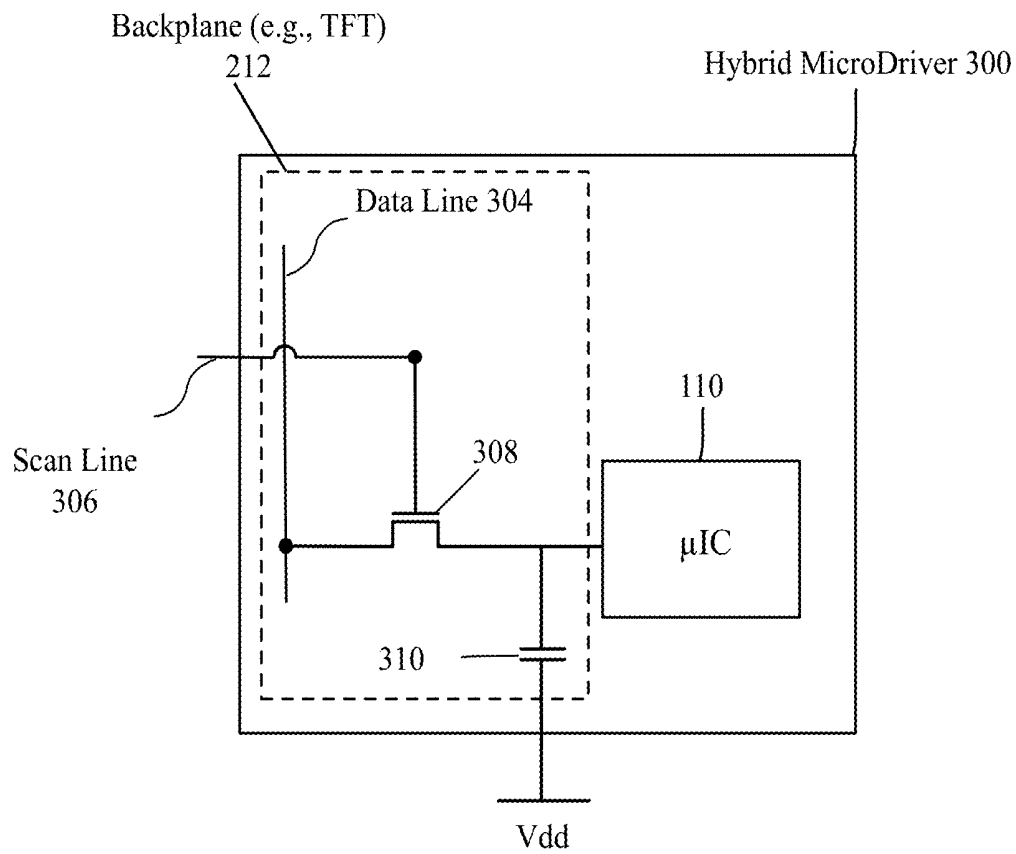 Backplane (e.g., TFT)
212
Hybrid MicroDriver 300
Data Line 304
110
Scan Line
306
308
μIC
310
Vdd